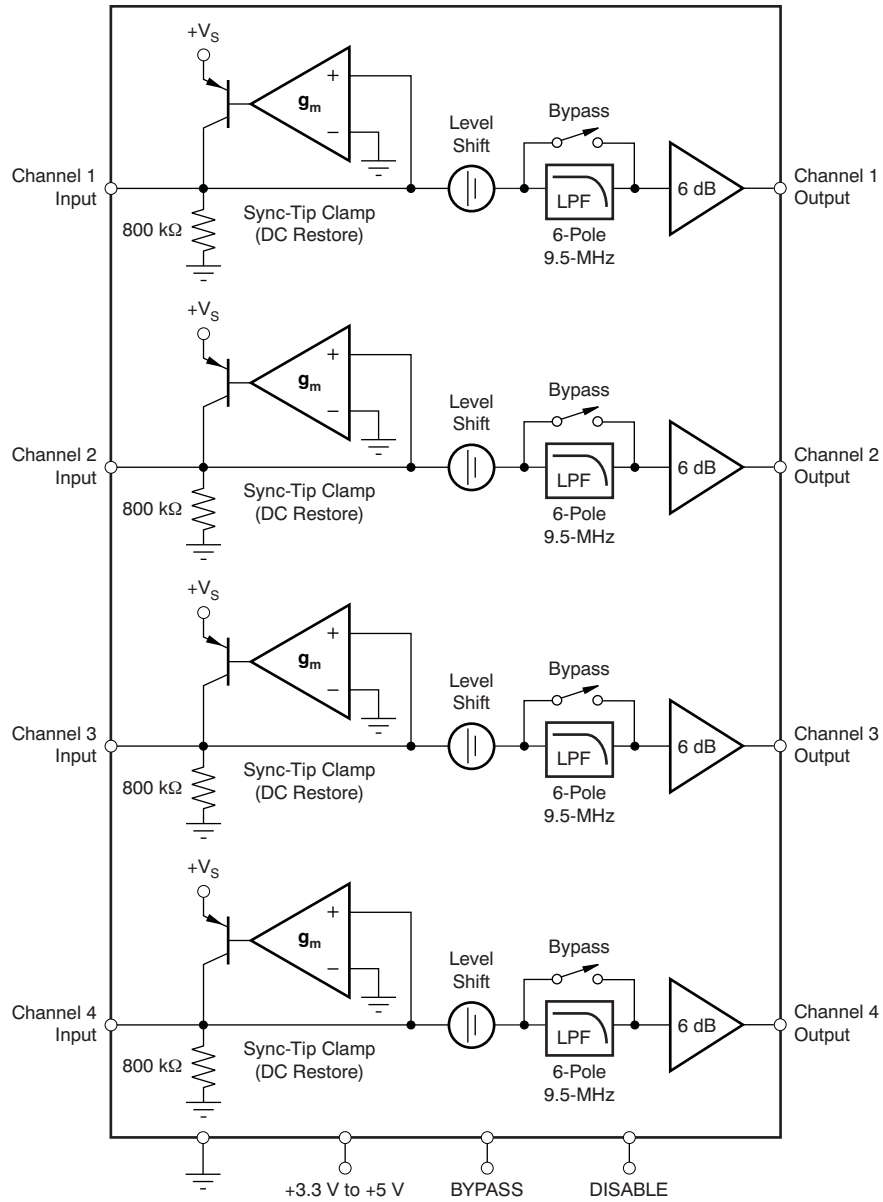 +VS
+
gm
−
Level
Shift
Bypass
Channel 1
Input
LPF
6 dB
Channel 1
Output
800 kΩ
Sync-Tip Clamp
(DC Restore)
6-Pole
9.5-MHz
+VS
+
gm
−
Level
Shift
Bypass
Channel 2
Input
LPF
6 dB
Channel 2
Output
800 kΩ
Sync-Tip Clamp
(DC Restore)
6-Pole
9.5-MHz
+VS
+
gm
−
Level
Shift
Bypass
Channel 3
Input
LPF
6 dB
Channel 3
Output
800 kΩ
Sync-Tip Clamp
(DC Restore)
6-Pole
9.5-MHz
+VS
+
gm
−
Level
Shift
Bypass
Channel 4
Input
LPF
6 dB
Channel 4
Output
800 kΩ
Sync-Tip Clamp
(DC Restore)
6-Pole
9.5-MHz
+3.3 V to +5 V
BYPASS
DISABLE